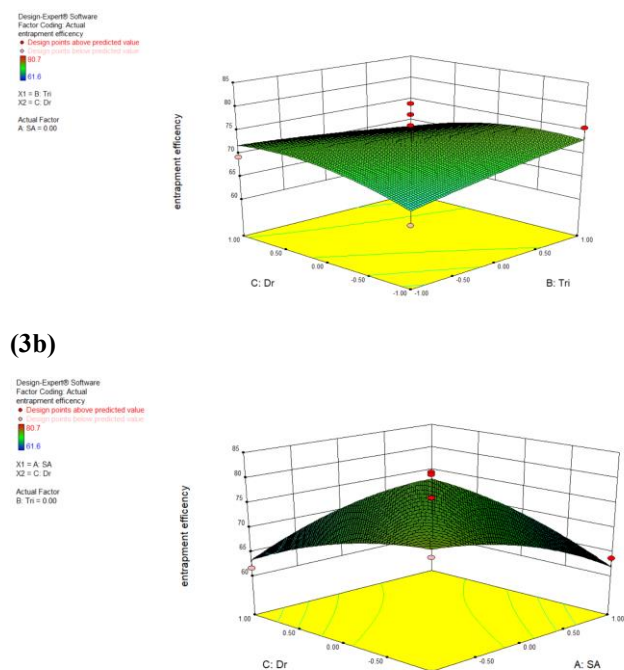 Design-Expert® Software
Factor Coding: Actual
entrapment efficency
Design points above predicted value
Design points below predicted value
80.7
61.6
X1 = B: Tri
X2 = C: Dr
Actual Factor
A: SA = 0.00
85
80
75
70
65
60
entrapment efficency
1.00
0.50
0.00
-0.50
-1.00
-1.00
-0.50
0.00
0.50
1.00
C: Dr
B: Tri
(3b)
Design-Expert® Software
Factor Coding: Actual
entrapment efficency
Design points above predicted value
Design points below predicted value
80.7
61.6
X1 = A: SA
X2 = C: Dr
Actual Factor
B: Tri = 0.00
85
80
75
70
65
60
entrapment efficency
1.00
0.50
0.00
-0.50
-0.50
0.00
0.50
1.00
C: Dr
A: SA